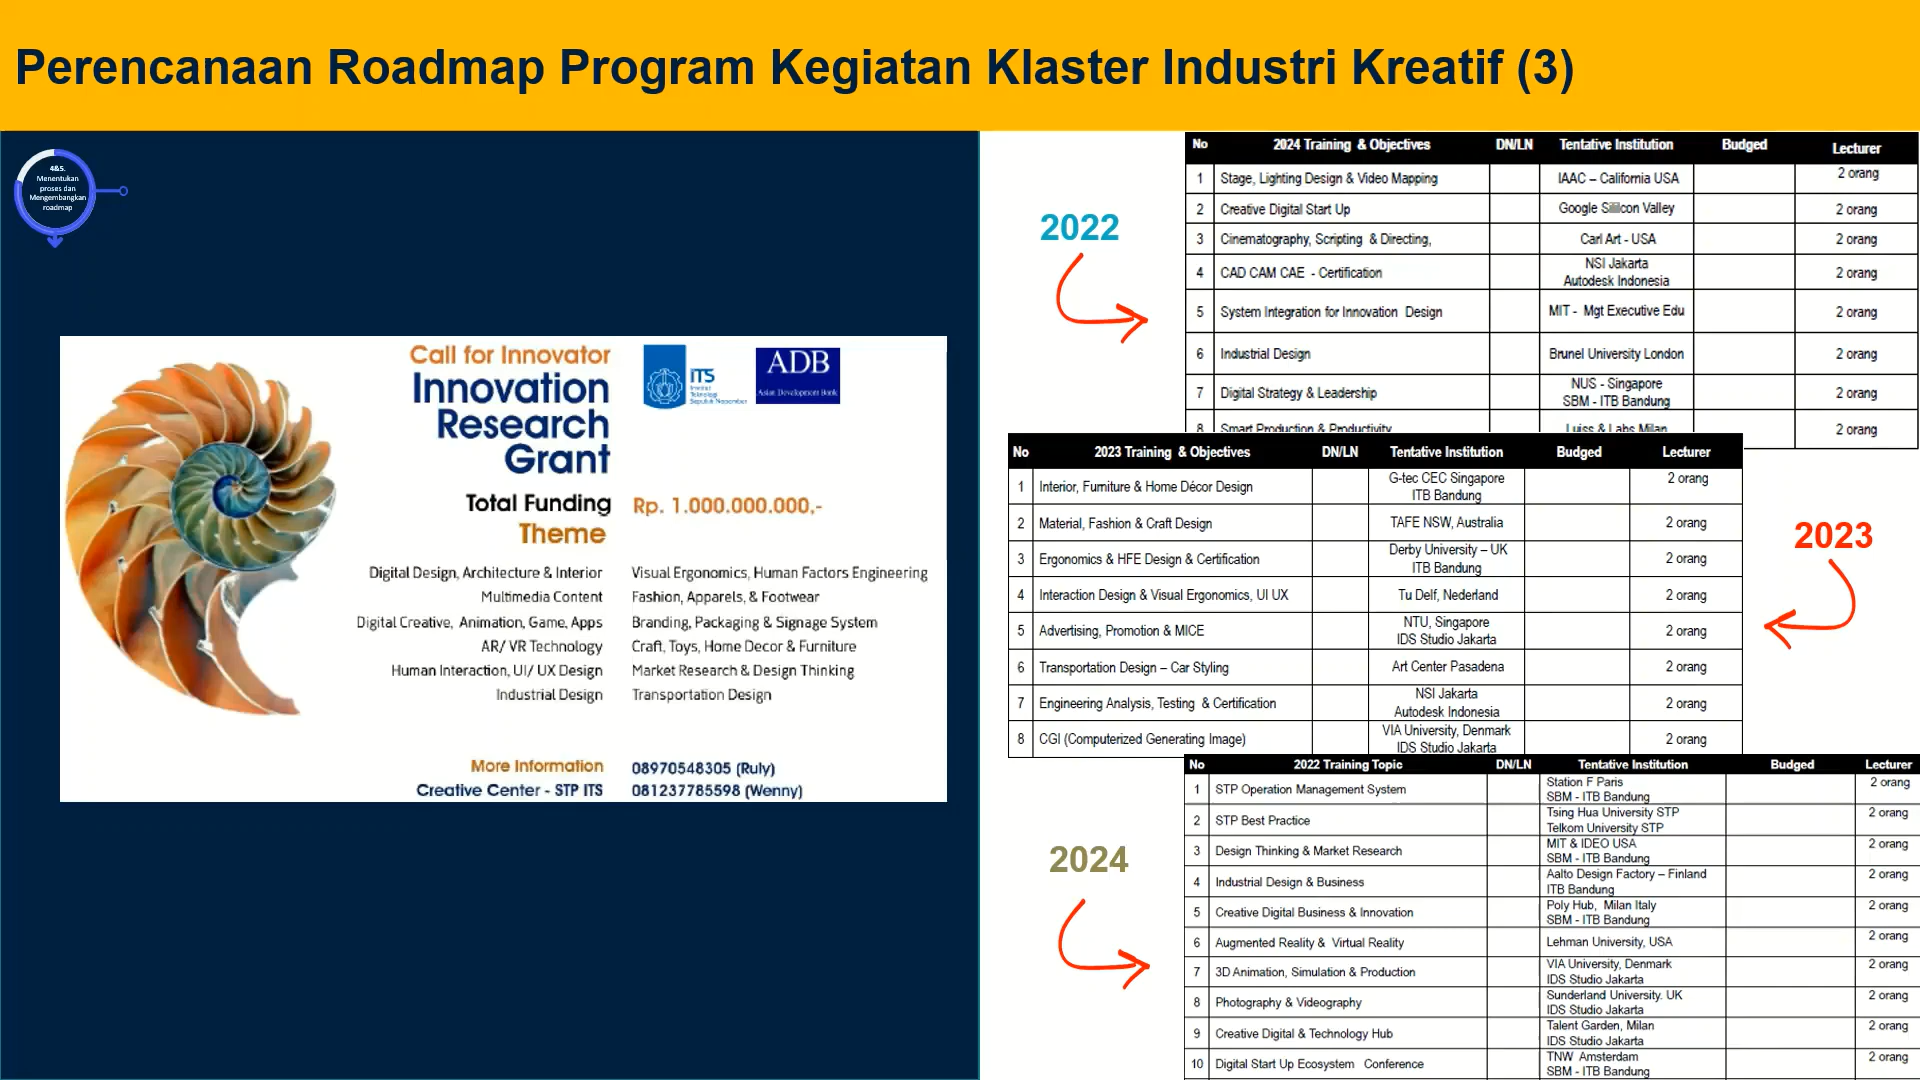 Perencanaan Roadmap Program Kegiatan Klaster Industri Kreatif (3)
4&5.
Menentukan
proses dan
Mengembangkan
roadmap
Call for Innovator
Innovation
Research
Grant
ITS
Institut
Teknologi
Sepuluh Nopember
ADB
Asian Development Bank
Total Funding Rp. 1.000.000.000,-
Theme
Digital Design, Architecture & Interior
Multimedia Content
Digital Creative, Animation, Game, Apps
AR/ VR Technology
Human Interaction, UI/ UX Design
Industrial Design
Visual Ergonomics, Human Factors Engineering
Fashion, Apparels, & Footwear
Branding, Packaging & Signage System
Craft, Toys, Home Decor & Furniture
Market Research & Design Thinking
Transportation Design
More Information 08970548305 (Ruly)
Creative Center - STP ITS 081237785598 (Wenny)
2022
No 2024 Training & Objectives DN/LN Tentative Institution Budged Lecturer
1 Stage, Lighting Design & Video Mapping IAAC – California USA 2 orang
2 Creative Digital Start Up Google Sililcon Valley 2 orang
3 Cinematography, Scripting & Directing, Carl Art - USA 2 orang
4 CAD CAM CAE - Certification NSI Jakarta
Autodesk Indonesia 2 orang
5 System Integration for Innovation Design MIT - Mgt Executive Edu 2 orang
6 Industrial Design Brunel University London 2 orang
7 Digital Strategy & Leadership NUS - Singapore
SBM - ITB Bandung 2 orang
8 Smart Production & Productivity Luiss & Labs Milan 2 orang
2023
No 2023 Training & Objectives DN/LN Tentative Institution Budged Lecturer
1 Interior, Furniture & Home Décor Design G-tec CEC Singapore
ITB Bandung 2 orang
2 Material, Fashion & Craft Design TAFE NSW, Australia 2 orang
3 Ergonomics & HFE Design & Certification Derby University – UK
ITB Bandung 2 orang
4 Interaction Design & Visual Ergonomics, UI UX Tu Delf, Nederland 2 orang
5 Advertising, Promotion & MICE NTU, Singapore
IDS Studio Jakarta 2 orang
6 Transportation Design – Car Styling Art Center Pasadena 2 orang
7 Engineering Analysis, Testing & Certification NSI Jakarta
Autodesk Indonesia 2 orang
8 CGI (Computerized Generating Image) VIA University, Denmark
IDS Studio Jakarta 2 orang
2024
No 2022 Training Topic DN/LN Tentative Institution Budged Lecturer
1 STP Operation Management System Station F Paris
SBM - ITB Bandung 2 orang
2 STP Best Practice Tsing Hua University STP
Telkom University STP 2 orang
3 Design Thinking & Market Research MIT & IDEO USA
SBM - ITB Bandung 2 orang
4 Industrial Design & Business Aalto Design Factory – Finland
ITB Bandung 2 orang
5 Creative Digital Business & Innovation Poly Hub, Milan Italy
SBM - ITB Bandung 2 orang
6 Augmented Reality & Virtual Reality Lehman University, USA 2 orang
7 3D Animation, Simulation & Production VIA University, Denmark
IDS Studio Jakarta 2 orang
8 Photography & Videography Sunderland University. UK
IDS Studio Jakarta 2 orang
9 Creative Digital & Technology Hub Talent Garden, Milan
IDS Studio Jakarta 2 orang
10 Digital Start Up Ecosystem Conference TNW Amsterdam
SBM - ITB Bandung 2 orang